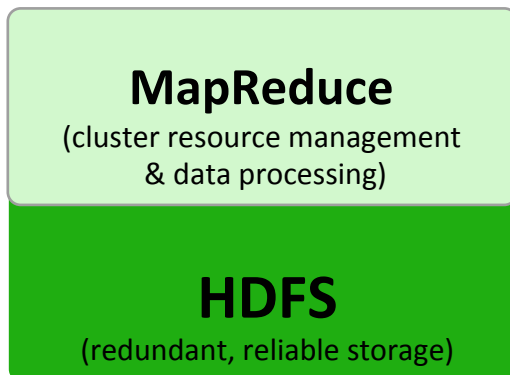 MapReduce
(cluster resource management
& data processing)
HDFS
(redundant, reliable storage)